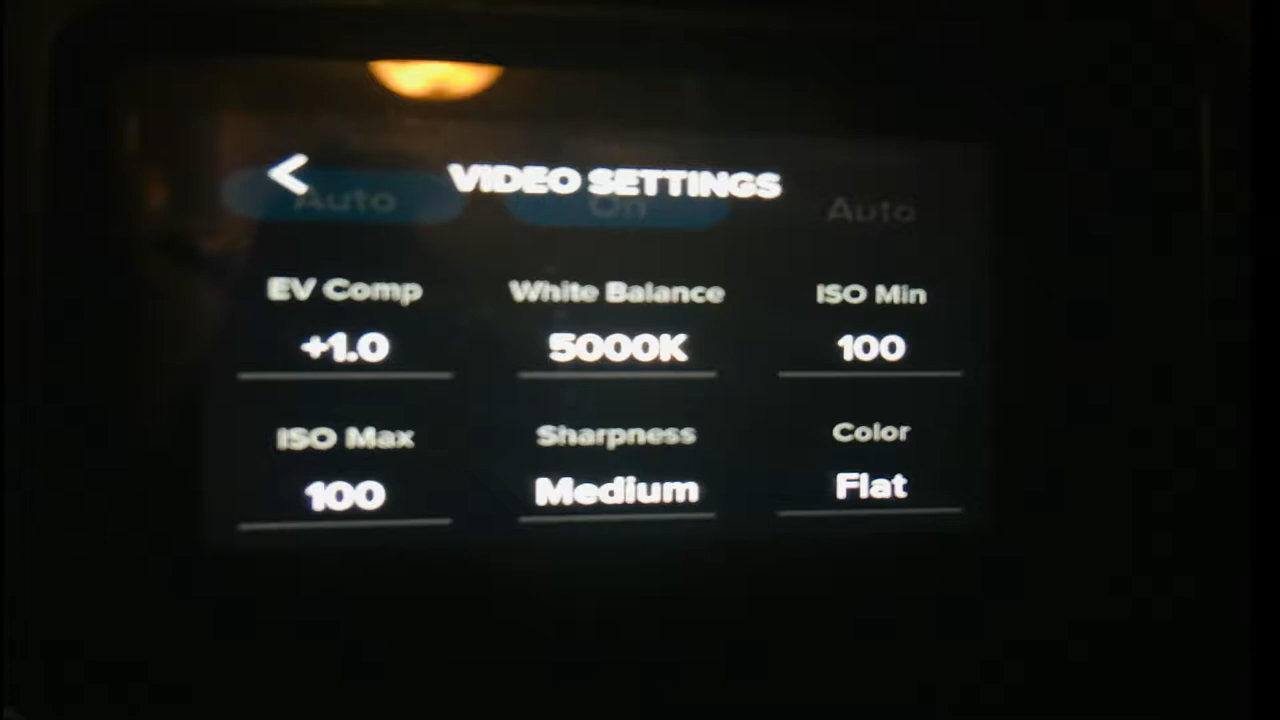 VIDEO SETTINGS
Auto On Auto
EV Comp White Balance ISO Min
+1.0 5000K 100
ISO Max Sharpness Color
100 Medium Flat